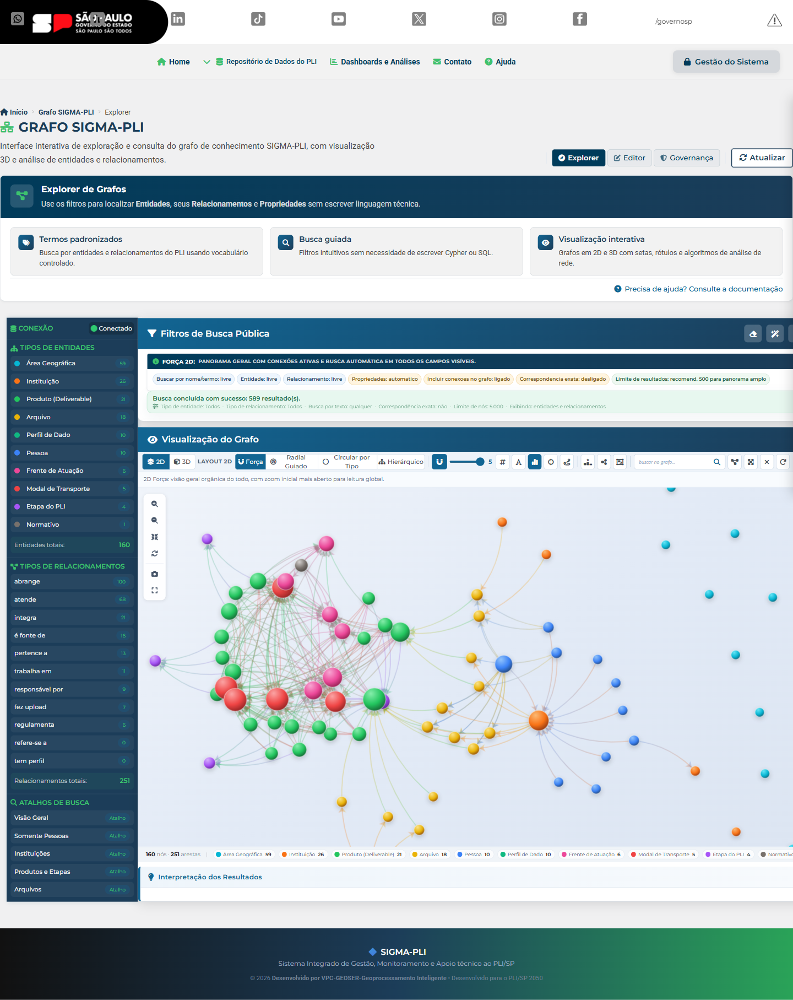 SP SÃO PAULO
GOVERNO DO ESTADO
SÃO PAULO SÃO TODOS
/governosp
Home
Repositório de Dados do PLI
Dashboards e Análises
Contato
Ajuda
Gestão do Sistema
Início › Grafo SIGMA-PLI › Explorer
GRAFO SIGMA-PLI
Interface interativa de exploração e consulta do grafo de conhecimento SIGMA-PLI, com visualização
3D e análise de entidades e relacionamentos.
Explorer
Editor
Governança
Atualizar
Explorer de Grafos
Use os filtros para localizar Entidades, seus Relacionamentos e Propriedades sem escrever linguagem técnica.
Termos padronizados
Busca por entidades e relacionamentos do PLI usando vocabulário
controlado.
Busca guiada
Filtros intuitivos sem necessidade de escrever Cypher ou SQL.
Visualização interativa
Grafos em 2D e 3D com setas, rótulos e algoritmos de análise de
rede.
Precisa de ajuda? Consulte a documentação
CONEXÃO Conectado
TIPOS DE ENTIDADES
Área Geográfica 59
Instituição 26
Produto (Deliverable) 21
Arquivo 18
Perfil de Dado 10
Pessoa 10
Frente de Atuação 6
Modal de Transporte 5
Etapa do PLI 4
Normativo 1
Entidades totais: 160
TIPOS DE RELACIONAMENTOS
abrange 100
atende 68
integra 21
é fonte de 16
pertence a 13
trabalha em 11
responsável por 9
fez upload 7
regulamenta 6
refere-se a 0
tem perfil 0
Relacionamentos totais: 251
ATALHOS DE BUSCA
Visão Geral Atalho
Somente Pessoas Atalho
Instituições Atalho
Produtos e Etapas Atalho
Arquivos Atalho
Filtros de Busca Pública
FORÇA 2D: PANORAMA GERAL COM CONEXÕES ATIVAS E BUSCA AUTOMÁTICA EM TODOS OS CAMPOS VISÍVEIS.
Buscar por nome/termo: livre
Entidade: livre
Relacionamento: livre
Propriedades: automatico
Incluir conexoes no grafo: ligado
Correspondencia exata: desligado
Limite de resultados: recomend. 500 para panorama amplo
Busca concluída com sucesso: 589 resultado(s).
Tipo de entidade: Todos · Tipo de relacionamento: Todos · Busca por texto: qualquer · Correspondência exata: não · Limite de nós: 5.000 · Exibindo: entidades e relacionamentos
Visualização do Grafo
2D
3D
LAYOUT 2D
Força
Radial
Guiado
Circular por
Tipo
Hierárquico
5
A
buscar no grafo...
2D Força: visão geral orgânica do todo, com zoom inicial mais aberto para leitura global.
160 nós · 251 arestas | Área Geográfica 59 Instituição 26 Produto (Deliverable) 21 Arquivo 18 Pessoa 10 Perfil de Dado 10 Frente de Atuação 6 Modal de Transporte 5 Etapa do PLI 4 Normativo
Interpretação dos Resultados
SIGMA-PLI
Sistema Integrado de Gestão, Monitoramento e Apoio técnico ao PLI/SP
© 2026 Desenvolvido por VPC-GEOSER-Geoprocessamento Inteligente • Desenvolvido para o PLI/SP 2050